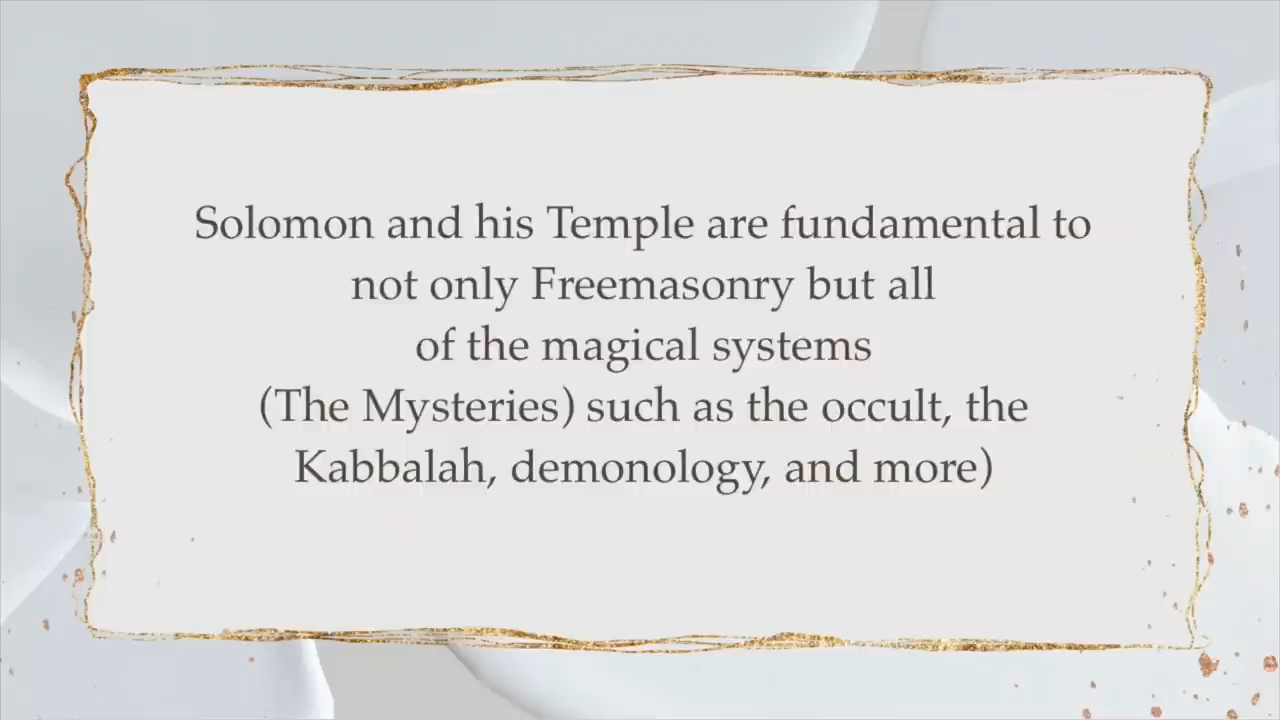 Solomon and his Temple are fundamental to
not only Freemasonry but all
of the magical systems
(The Mysteries) such as the occult, the
Kabbalah, demonology, and more)